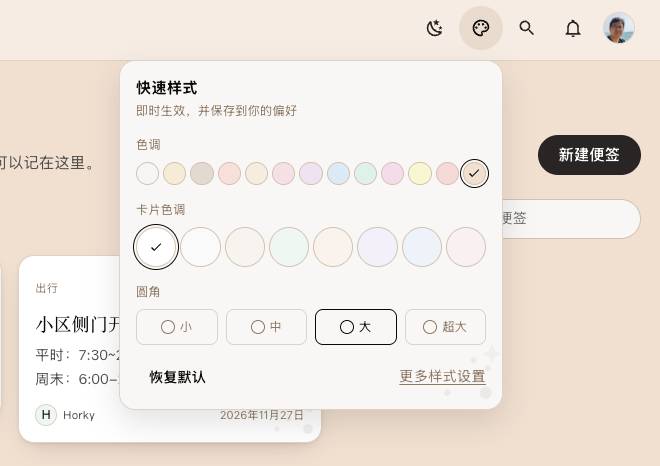 快速样式
即时生效，并保存到你的偏好
色调
卡片色调
圆角
小
中
大
超大
恢复默认
更多样式设置
可以记在这里。
新建便签
便签
出行
小区侧门开
平时：7:30~2
周末：6:00–
H
Horky
2026年11月27日